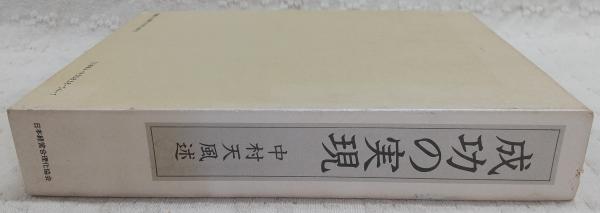 成功の実現
中村天風述
日本経営合理化協会